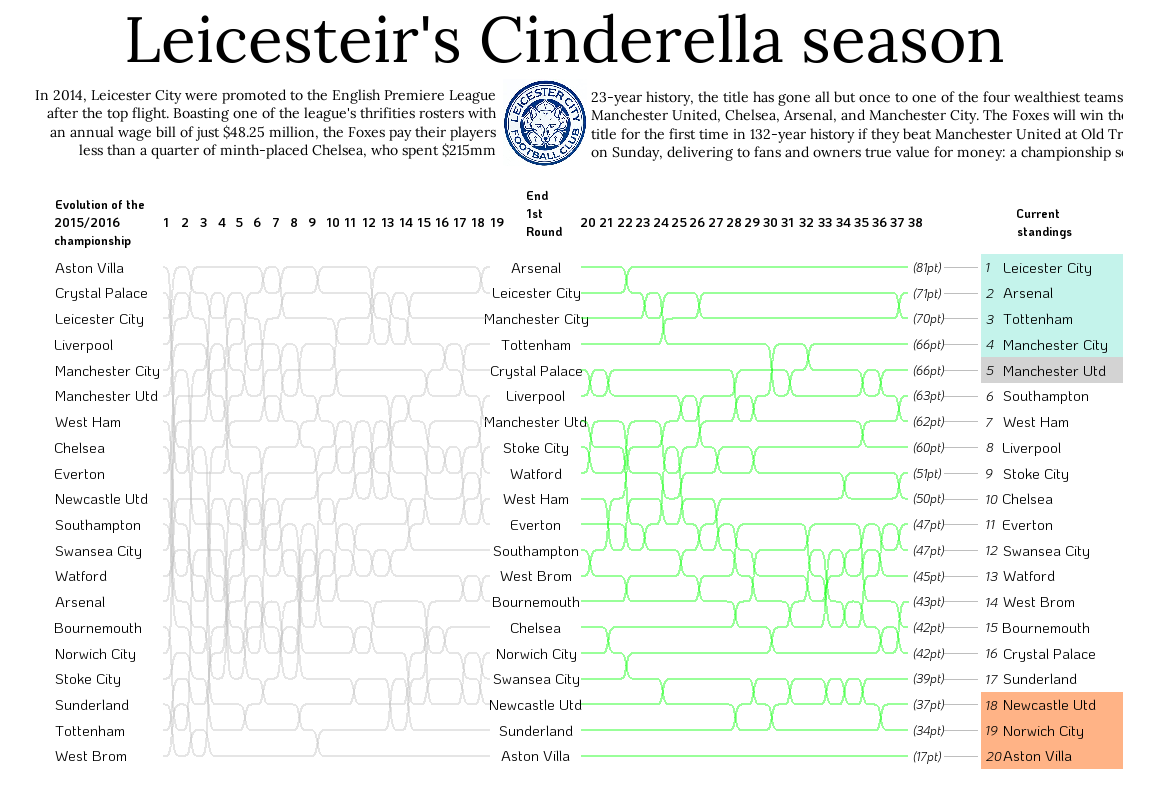 Leicesteir's Cinderella season
In 2014, Leicester City were promoted to the English Premiere League
after the top flight. Boasting one of the league's thrifities rosters with
an annual wage bill of just $48.25 million, the Foxes pay their players
less than a quarter of minth-placed Chelsea, who spent $215mm
LEICESTER CITY
FOOTBALL CLUB
23-year history, the title has gone all but once to one of the four wealthiest teams
Manchester United, Chelsea, Arsenal, and Manchester City. The Foxes will win the
title for the first time in 132-year history if they beat Manchester United at Old Tr
on Sunday, delivering to fans and owners true value for money: a championship s
Evolution of the
2015/2016
championship
1 2 3 4 5 6 7 8 9 10 11 12 13 14 15 16 17 18 19
End
1st
Round
20 21 22 23 24 25 26 27 28 29 30 31 32 33 34 35 36 37 38
Current
standings
Aston Villa Arsenal (81pt) 1 Leicester City
Crystal Palace Leicester City (71pt) 2 Arsenal
Leicester City Manchester City (70pt) 3 Tottenham
Liverpool Tottenham (66pt) 4 Manchester City
Manchester City Crystal Palace (66pt) 5 Manchester Utd
Manchester Utd Liverpool (63pt) 6 Southampton
West Ham Manchester Utd (62pt) 7 West Ham
Chelsea Stoke City (60pt) 8 Liverpool
Everton Watford (51pt) 9 Stoke City
Newcastle Utd West Ham (50pt) 10 Chelsea
Southampton Everton (47pt) 11 Everton
Swansea City Southampton (47pt) 12 Swansea City
Watford West Brom (45pt) 13 Watford
Arsenal Bournemouth (43pt) 14 West Brom
Bournemouth Chelsea (42pt) 15 Bournemouth
Norwich City Norwich City (42pt) 16 Crystal Palace
Stoke City Swansea City (39pt) 17 Sunderland
Sunderland Newcastle Utd (37pt) 18 Newcastle Utd
Tottenham Sunderland (34pt) 19 Norwich City
West Brom Aston Villa (17pt) 20 Aston Villa